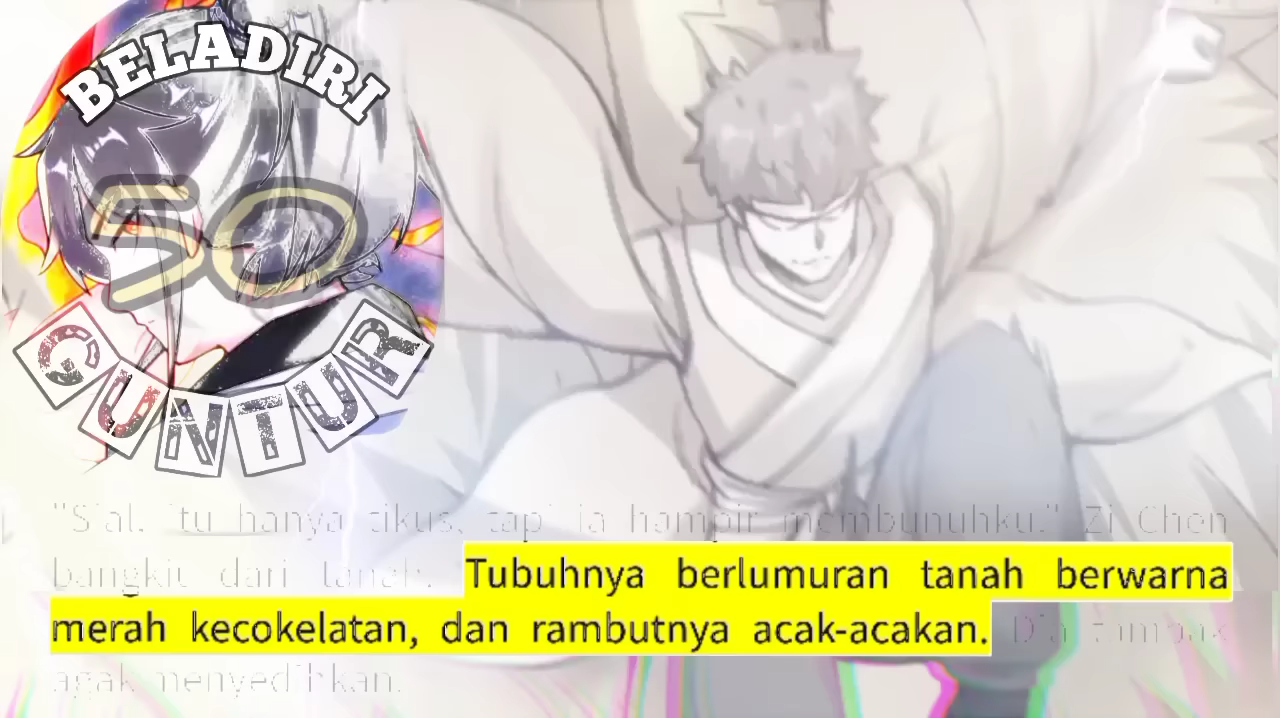 BELADIRI
50
GUNTUR
"Sial, itu hanya tikus, tapi ia hampir membunuhku." Zi Chen
bangkit dari tanah. Tubuhnya berlumuran tanah berwarna
merah kecokelatan, dan rambutnya acak-acakan. Dia tampak
agak menyedihkan.